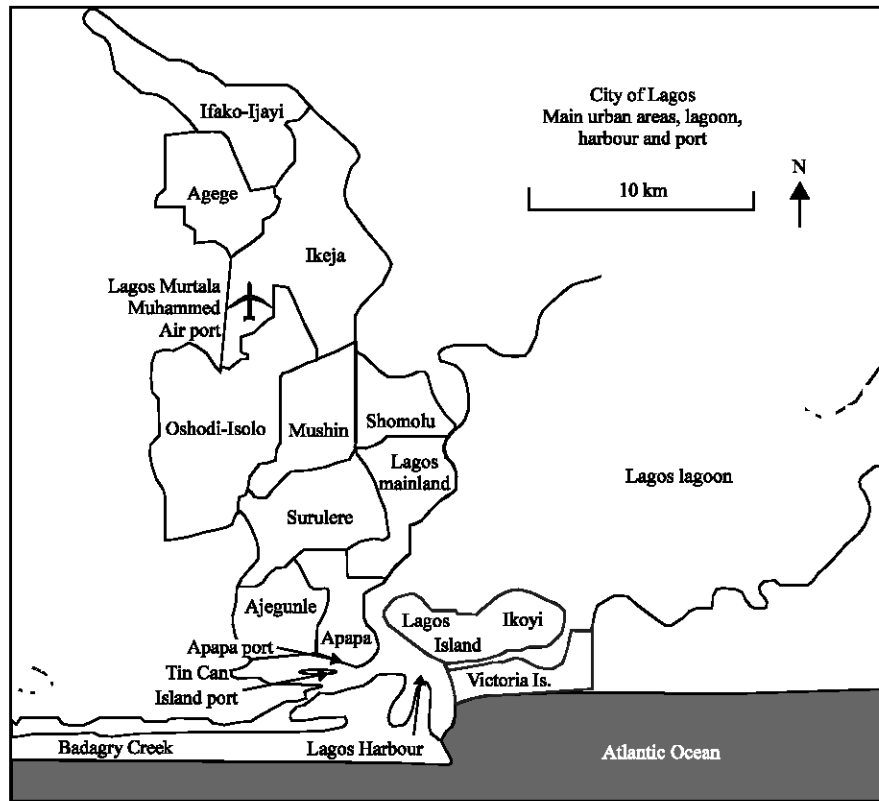 Ifako-Ijayi
City of Lagos
Main urban areas, lagoon,
harbour and port
N
10 km
Agege
Ikeja
Lagos Murtala
Muhammed
Air port
Oshodi-Isolo
Mushin
Shomolu
Lagos
mainland
Lagos lagoon
Surulere
Ajegunle
Lagos
Island
Ikoyi
Apapa
Apapa port
Tin Can
Island port
Victoria Is.
Badagry Creek
Lagos Harbour
Atlantic Ocean